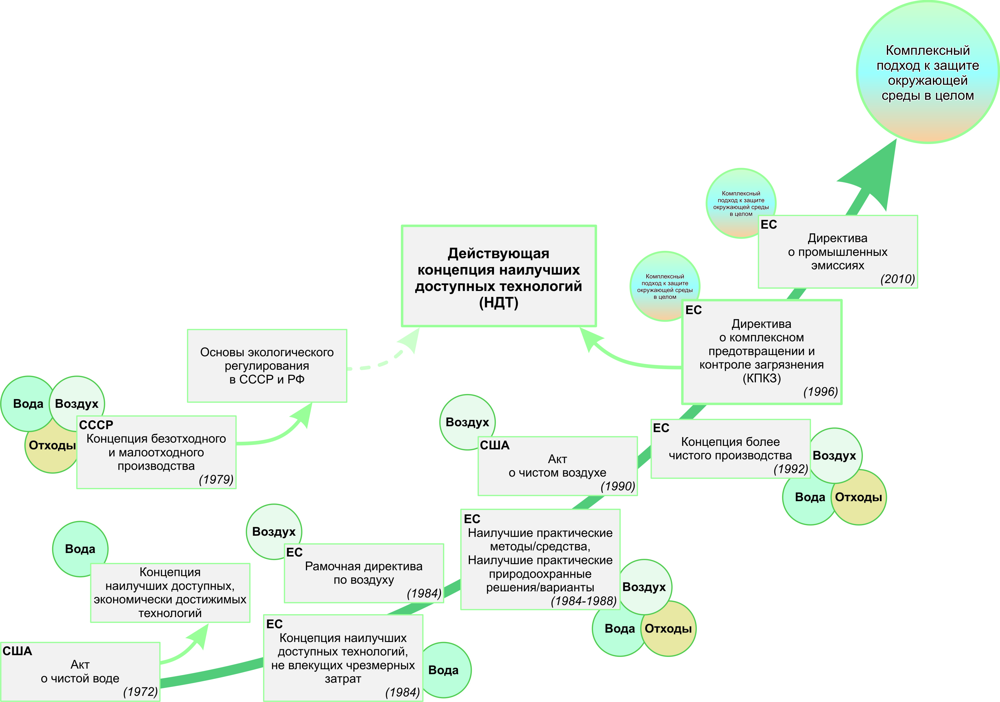 Комплексный
подход к защите
окружающей
среды в целом
Комплексный
подход к защите
окружающей среды
в целом
ЕС
Директива
о промышленных
эмиссиях
(2010)
Действующая
концепция наилучших
доступных технологий
(НДТ)
Комплексный
подход к защите
окружающей среды
в целом
ЕС
Директива
о комплексном
предотвращении и
контроле загрязнения
(КПКЗ)
(1996)
Основы экологического
регулирования
в СССР и РФ
Вода
Воздух
Отходы
СССР
Концепция безотходного
и малоотходного
производства
(1979)
Воздух
США
Акт
о чистом воздухе
(1990)
ЕС
Концепция более
чистого производства
(1992)
Воздух
Вода
Отходы
Вода
Концепция
наилучших доступных,
экономически достижимых
технологий
Воздух
ЕС
Рамочная директива
по воздуху
(1984)
ЕС
Наилучшие практические
методы/средства,
Наилучшие практические
природоохранные
решения/варианты
(1984-1988)
Воздух
Вода
Отходы
США
Акт
о чистой воде
(1972)
ЕС
Концепция наилучших
доступных технологий,
не влекущих чрезмерных
затрат
(1984)
Вода